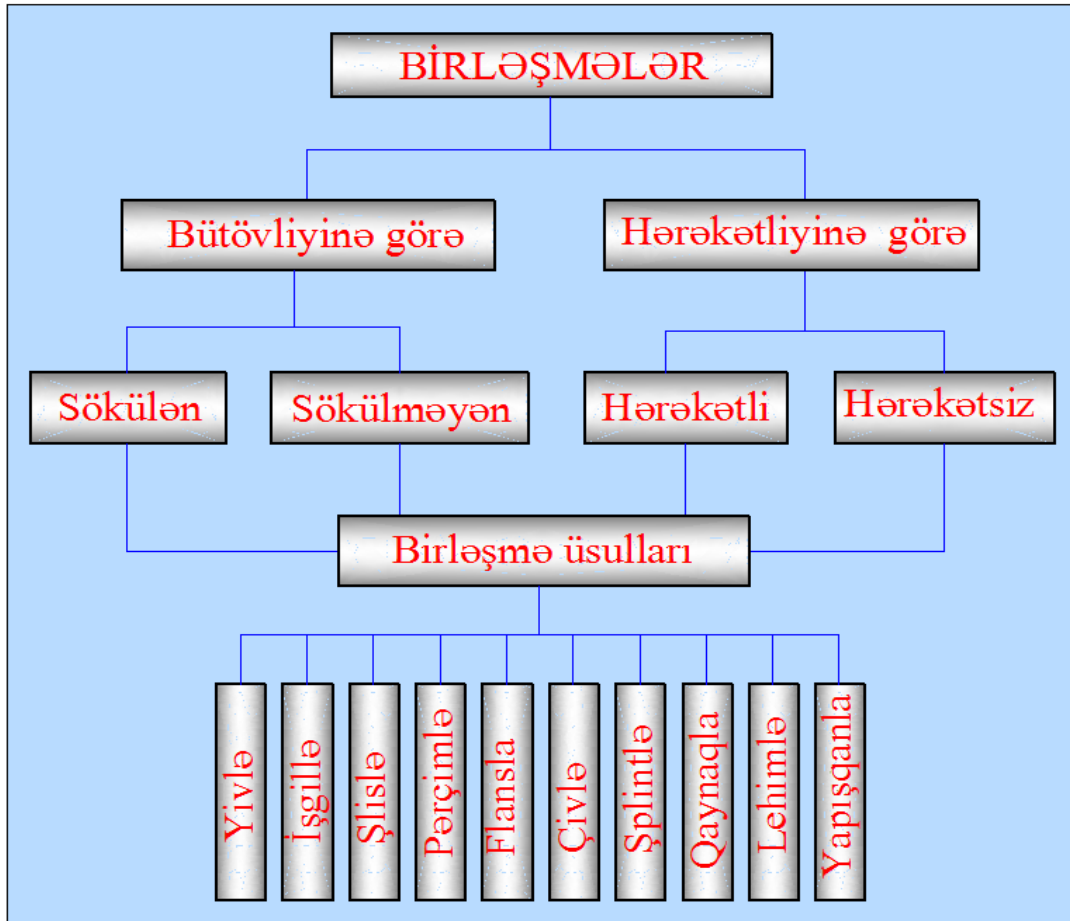 BİRLƏŞMƏLƏR
Bütövliyinə görə
Hərəkətliyinə görə
Sökülən
Sökülməyən
Hərəkətli
Hərəkətsiz
Birləşmə üsulları
Yivlə
İşgillə
Şlislə
Pərçimlə
Flansla
Çivlə
Şplintlə
Qaynaqla
Lehimlə
Yapışqanla